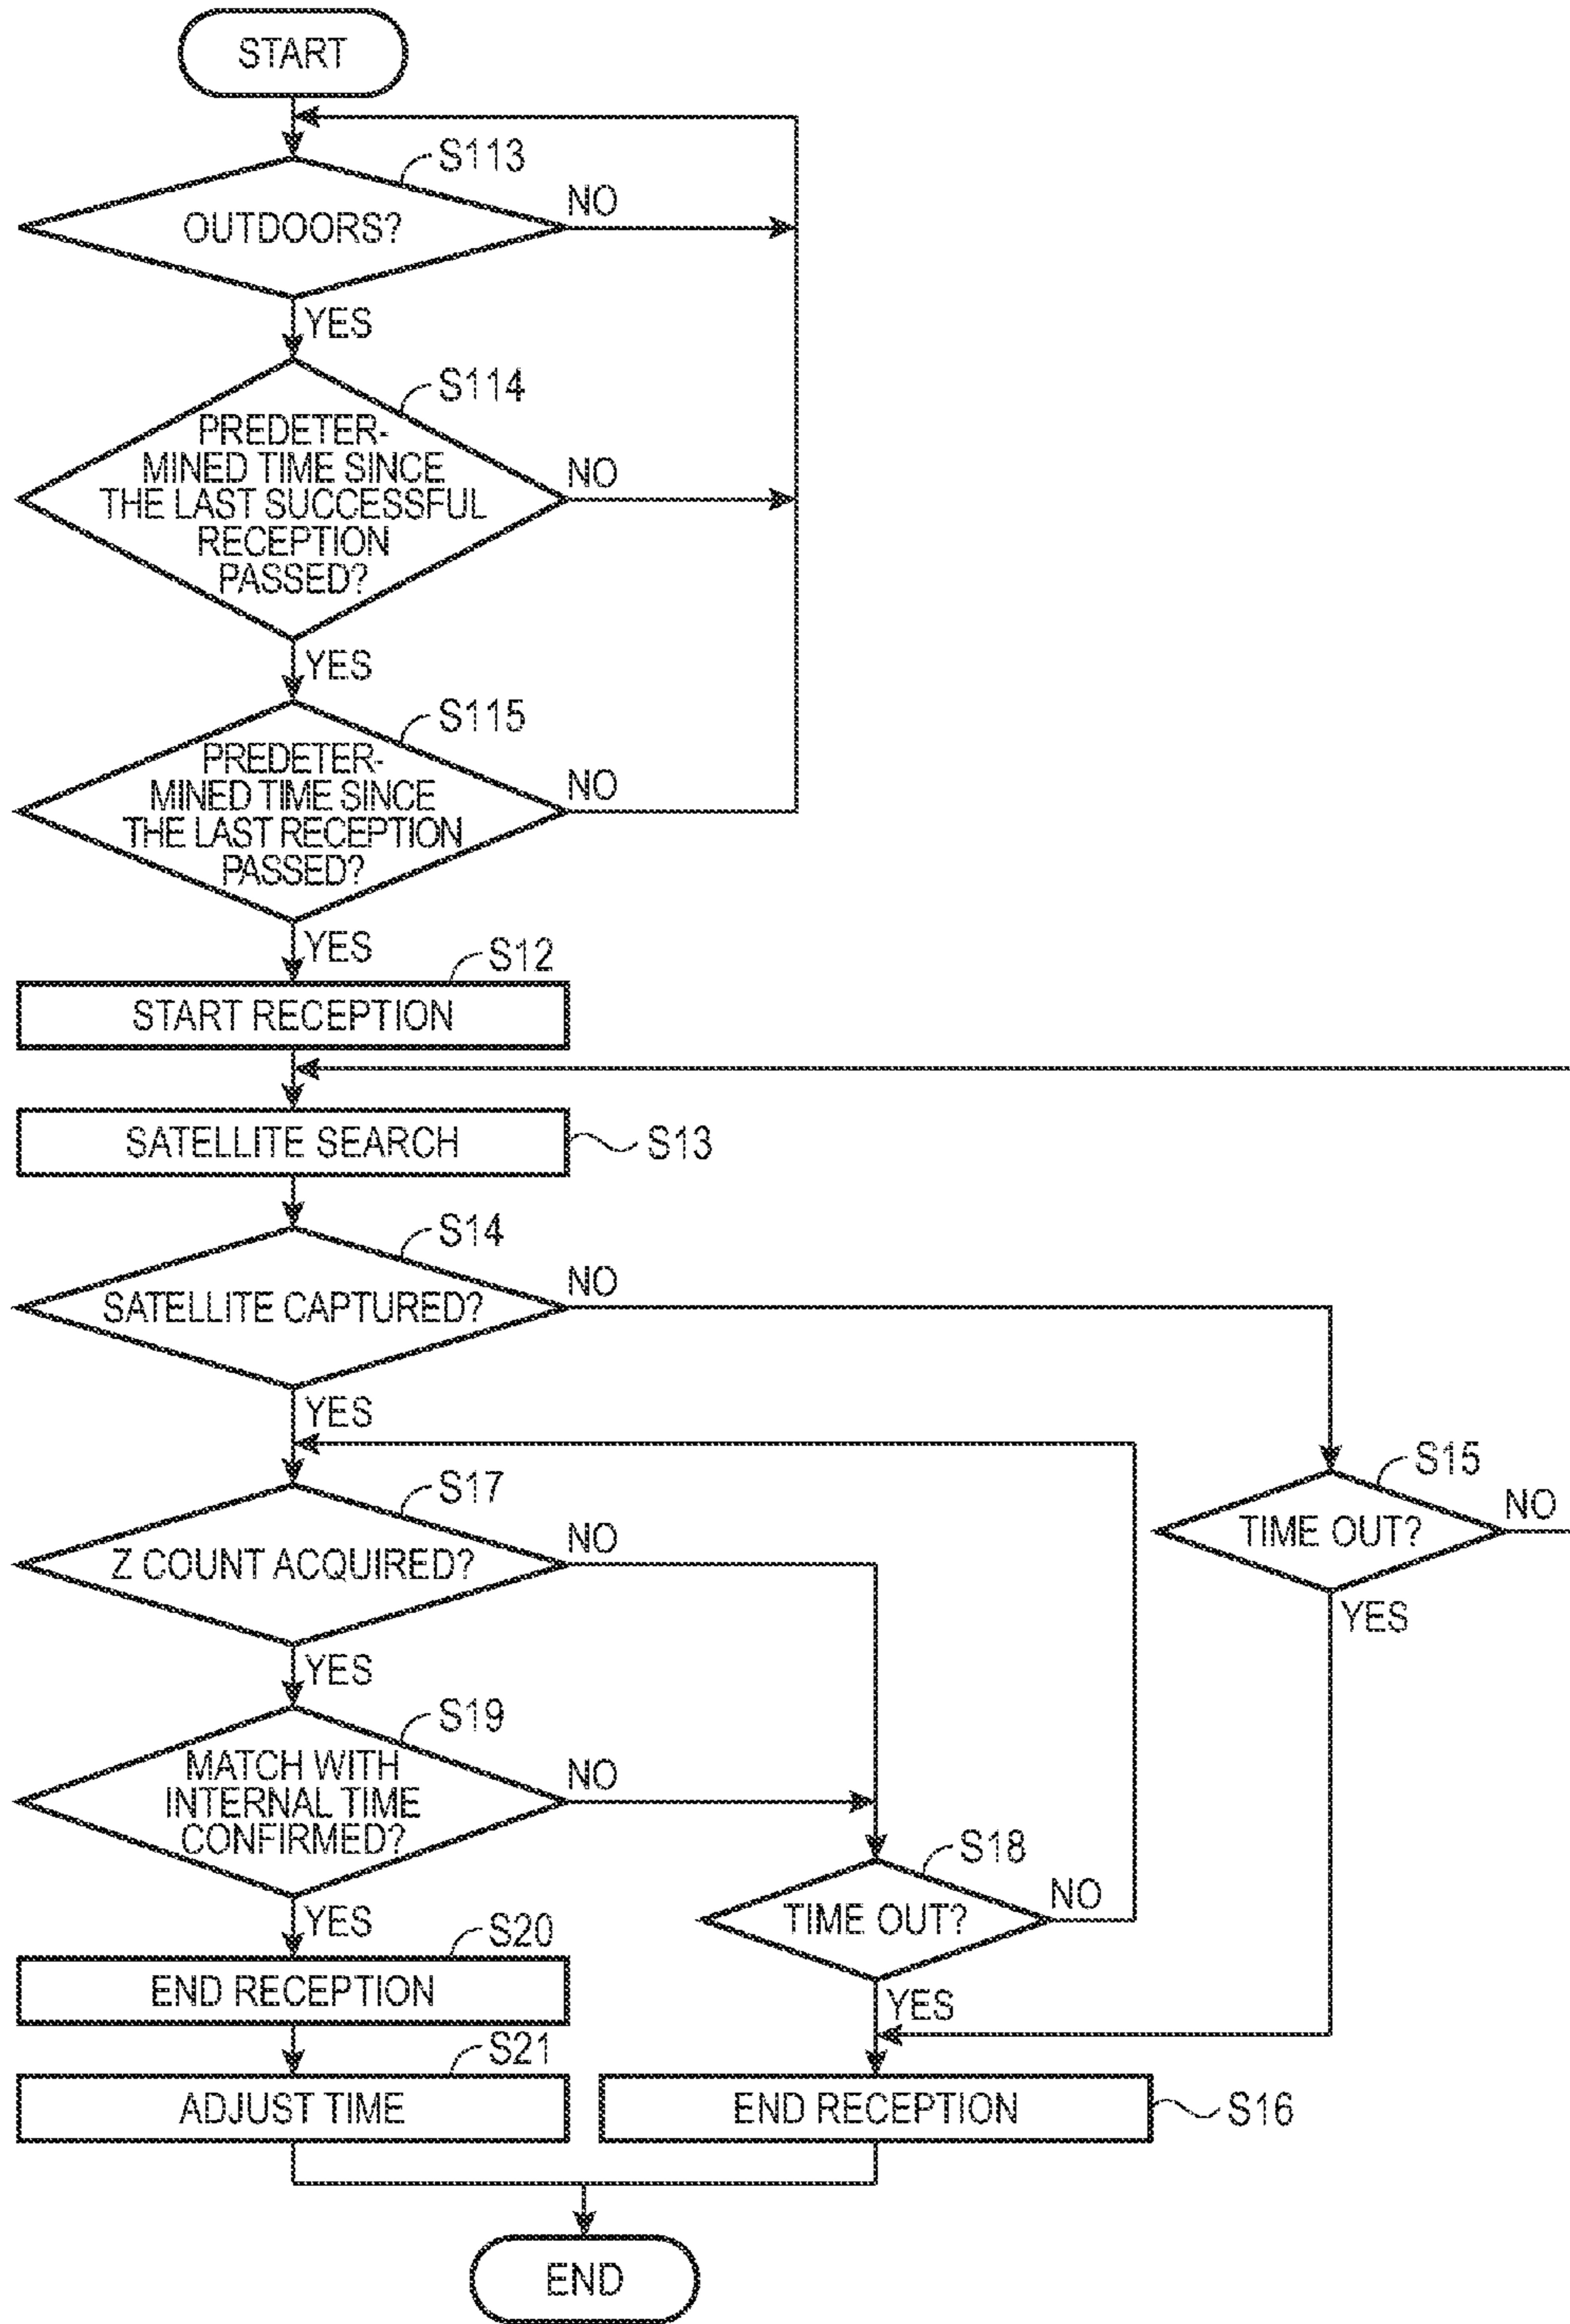 START
S113
OUTDOORS?
NO
YES
S114
PREDETER-
MINED TIME SINCE
THE LAST SUCCESSFUL
RECEPTION
PASSED?
NO
YES
S115
PREDETER-
MINED TIME SINCE
THE LAST RECEPTION
PASSED?
NO
YES
S12
START RECEPTION
SATELLITE SEARCH
S13
S14
SATELLITE CAPTURED?
NO
YES
S15
TIME OUT?
NO
YES
S17
Z COUNT ACQUIRED?
NO
YES
S19
MATCH WITH
INTERNAL TIME
CONFIRMED?
NO
YES
S18
TIME OUT?
NO
YES
S20
END RECEPTION
S21
ADJUST TIME
END RECEPTION
S16
END